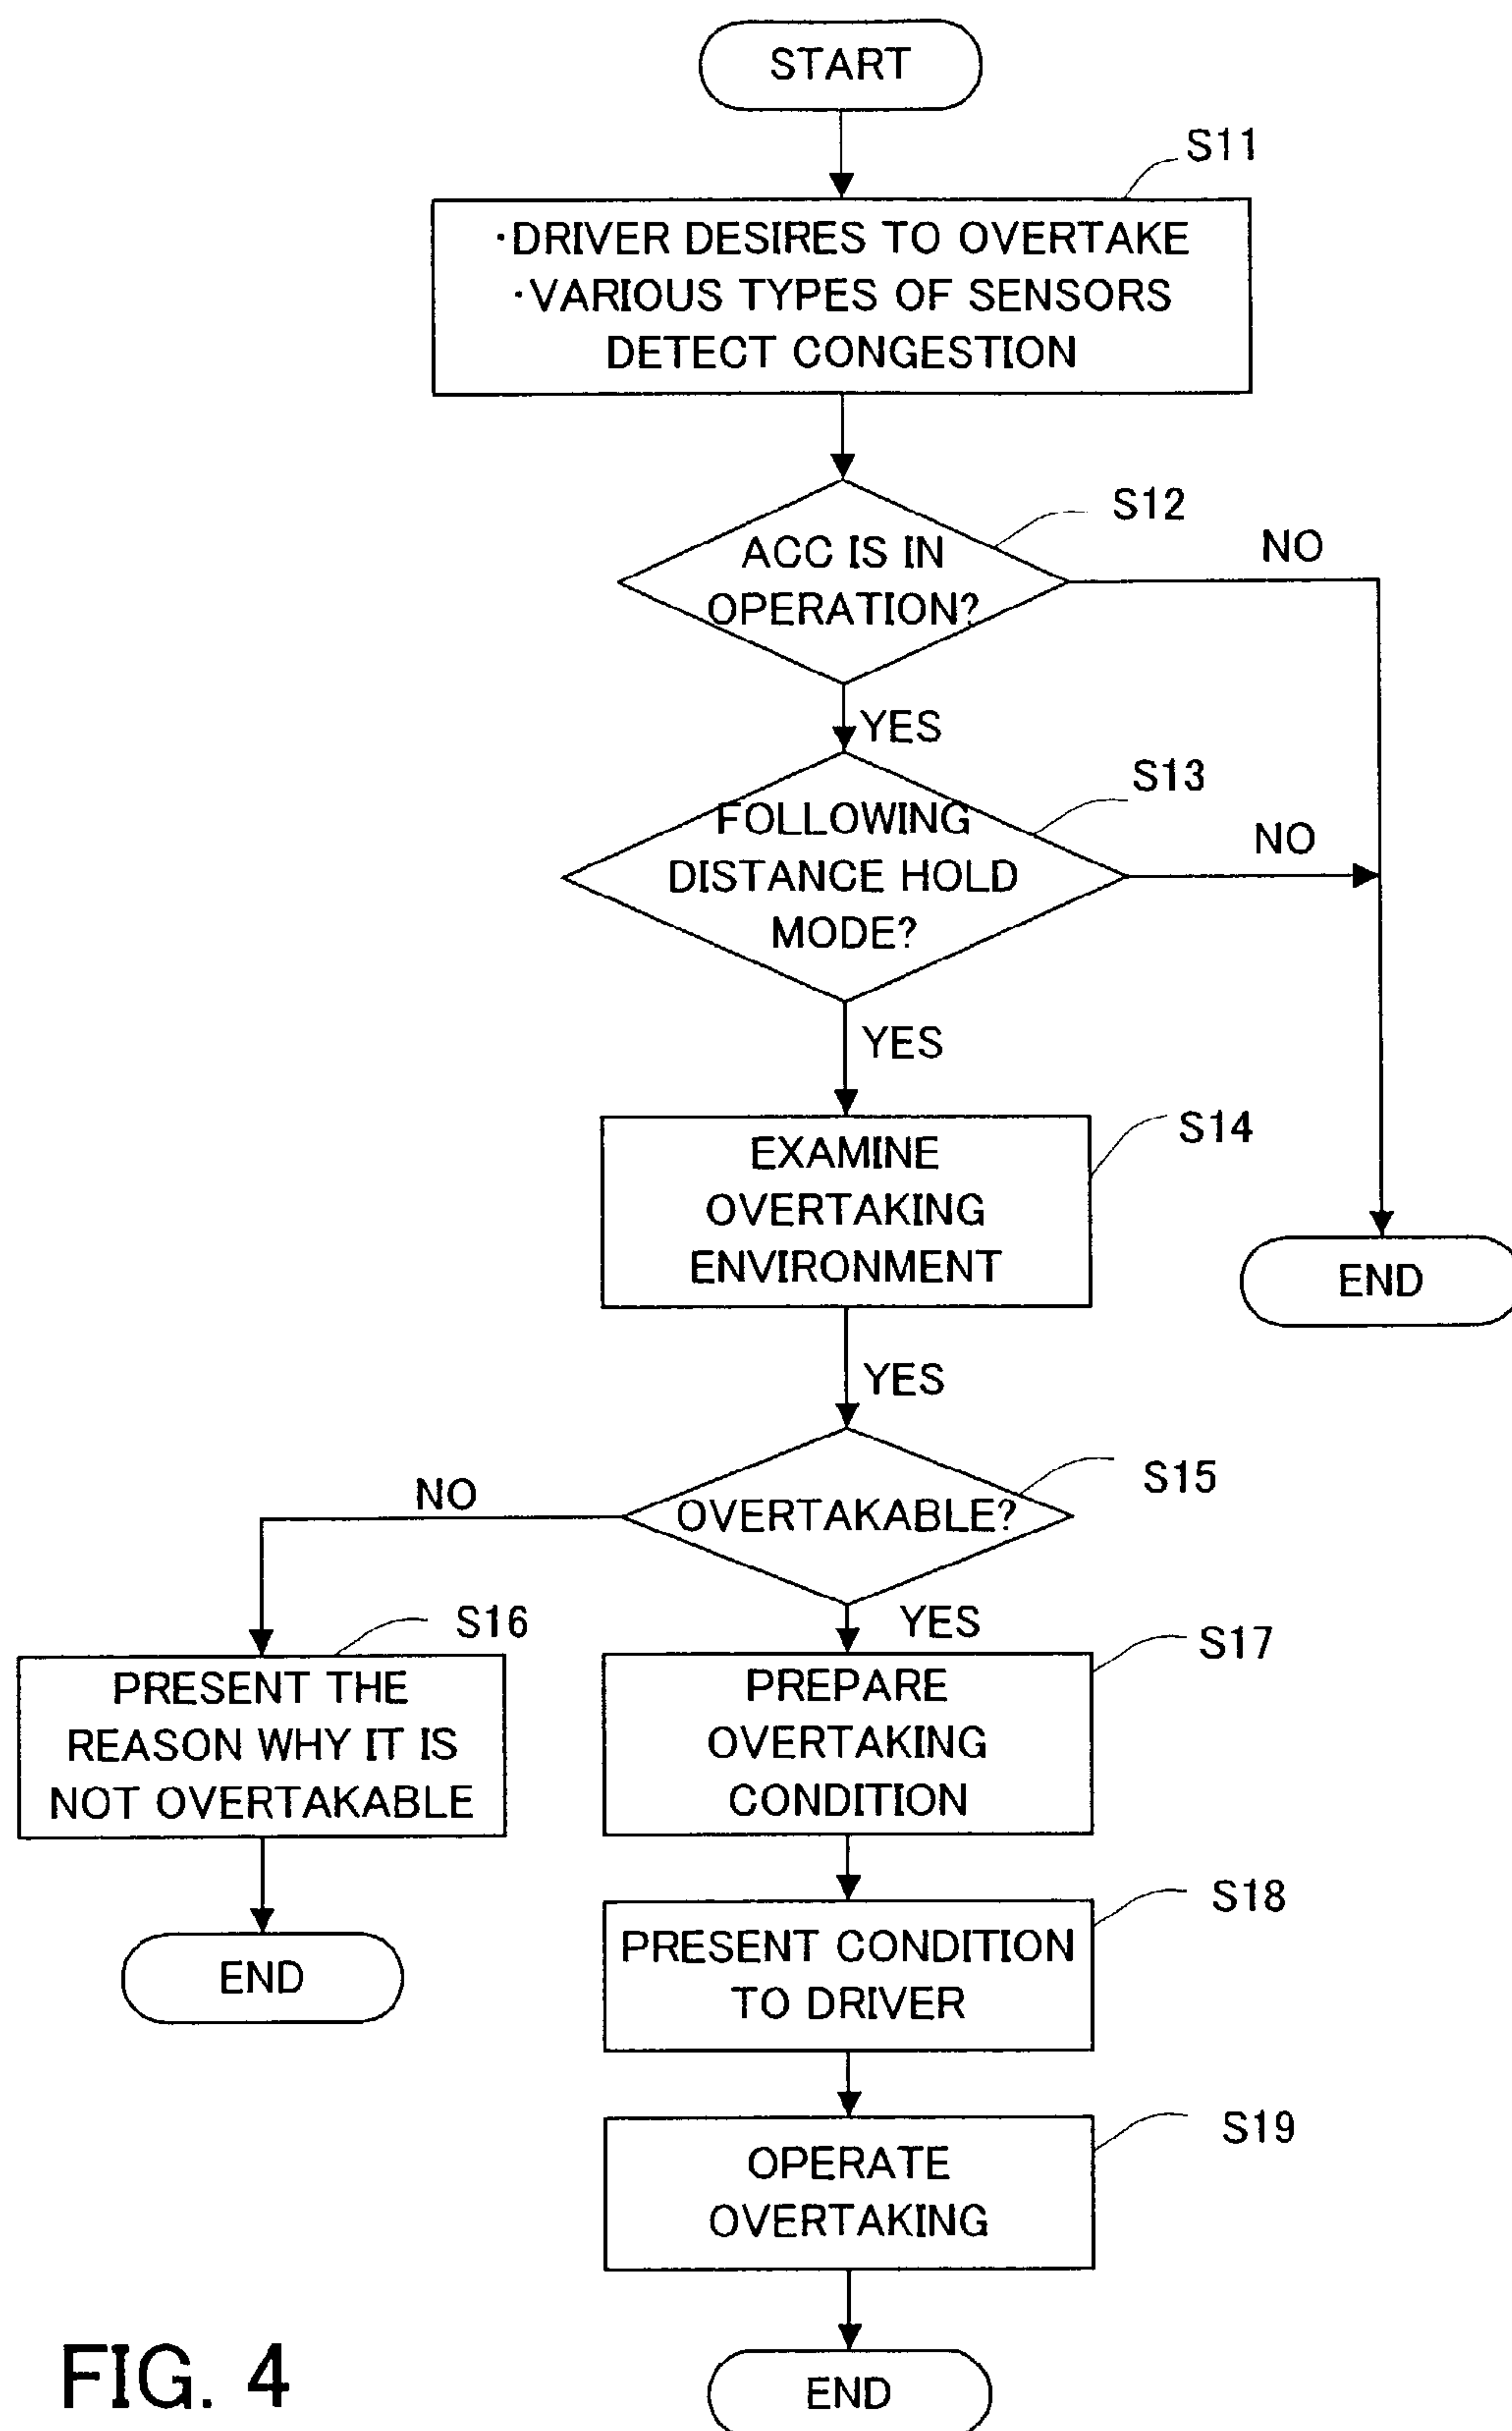 START
S11
·DRIVER DESIRES TO OVERTAKE
·VARIOUS TYPES OF SENSORS
DETECT CONGESTION
S12
ACC IS IN
OPERATION?
NO
YES
S13
FOLLOWING
DISTANCE HOLD
MODE?
NO
YES
S14
EXAMINE
OVERTAKING
ENVIRONMENT
END
YES
S15
OVERTAKABLE?
NO
YES
S16
PRESENT THE
REASON WHY IT IS
NOT OVERTAKABLE
END
S17
PREPARE
OVERTAKING
CONDITION
S18
PRESENT CONDITION
TO DRIVER
S19
OPERATE
OVERTAKING
END
FIG. 4